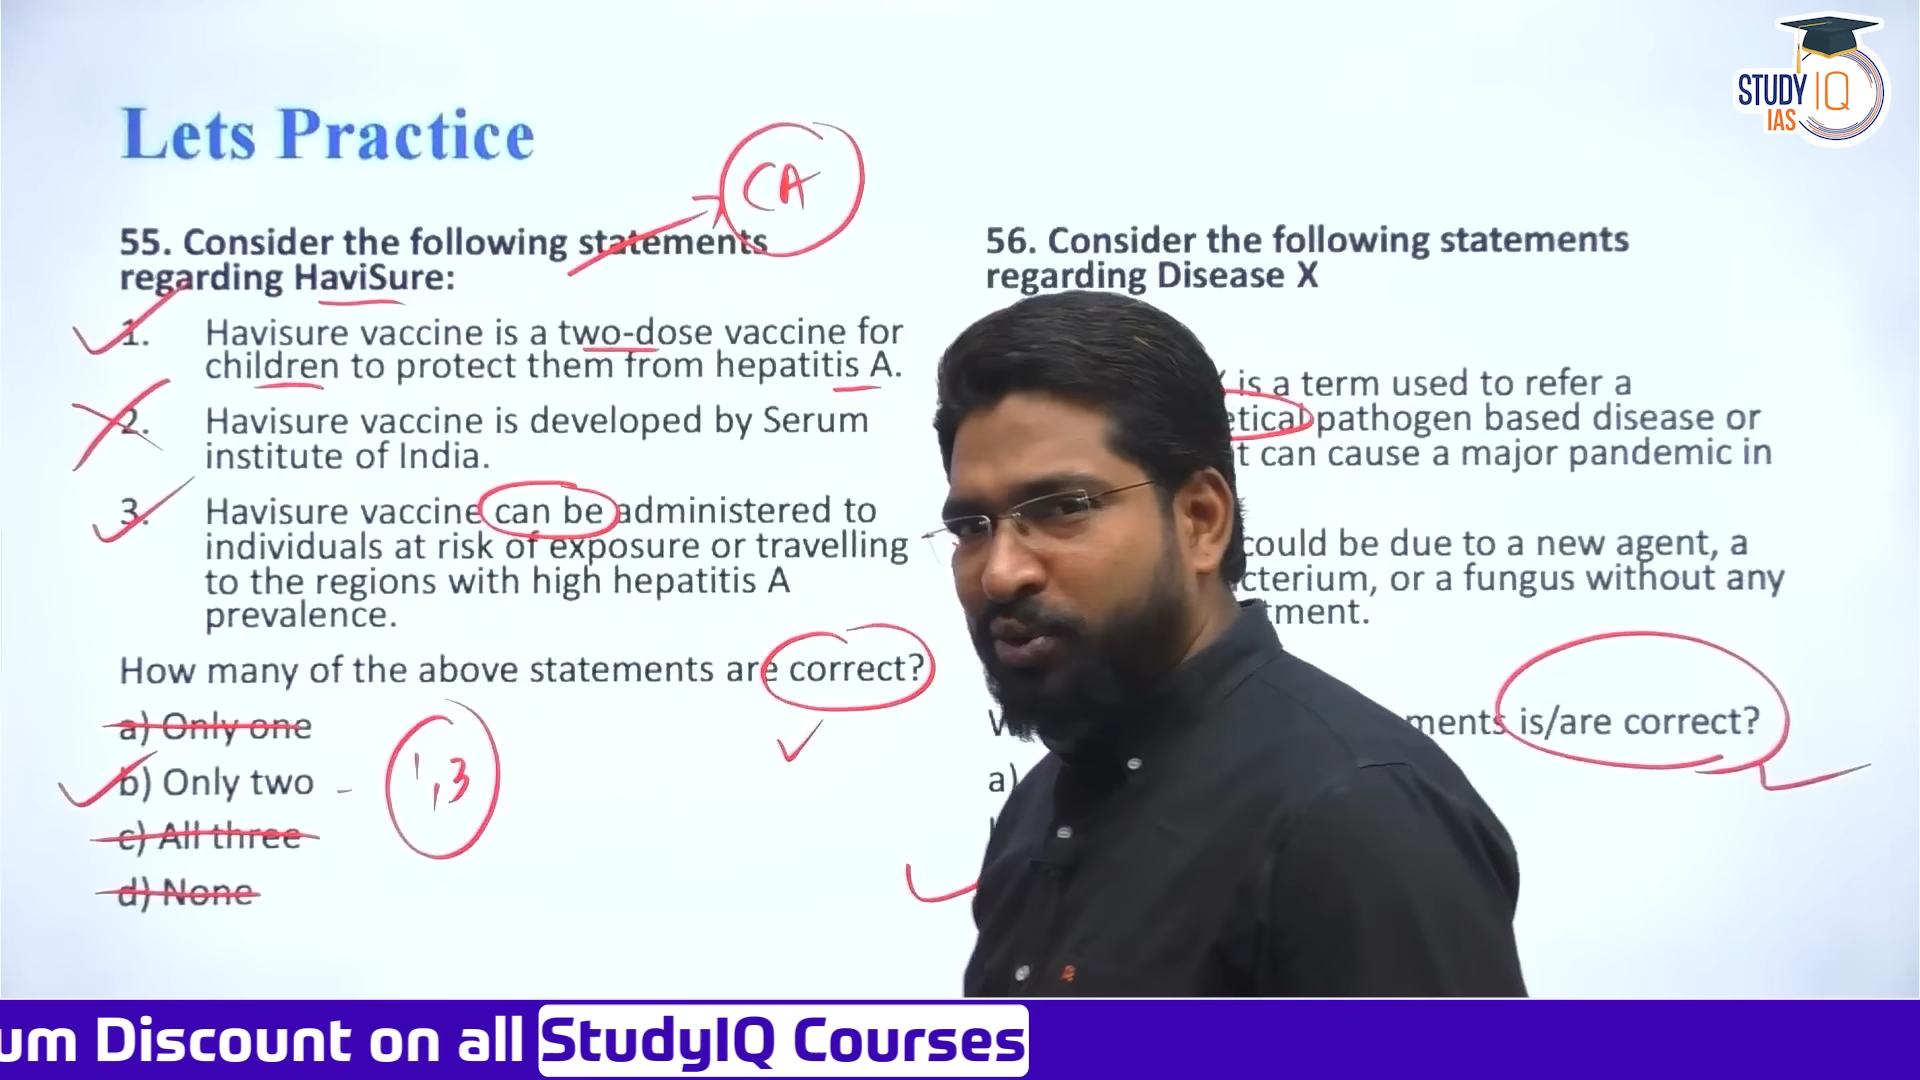 STUDY IQ
IAS
Lets Practice
CA
55. Consider the following statements
regarding HaviSure:
1. Havisure vaccine is a two-dose vaccine for
children to protect them from hepatitis A.
2. Havisure vaccine is developed by Serum
institute of India.
3. Havisure vaccine can be administered to
individuals at risk of exposure or travelling
to the regions with high hepatitis A
prevalence.
How many of the above statements are correct?
a) Only one
b) Only two - 1,3
c) All three
d) None
56. Consider the following statements
regarding Disease X
is a term used to refer a
pathogen based disease or
can cause a major pandemic in
could be due to a new agent, a
or a fungus without any
is/are correct?
a)
Discount on all StudyIQ Courses